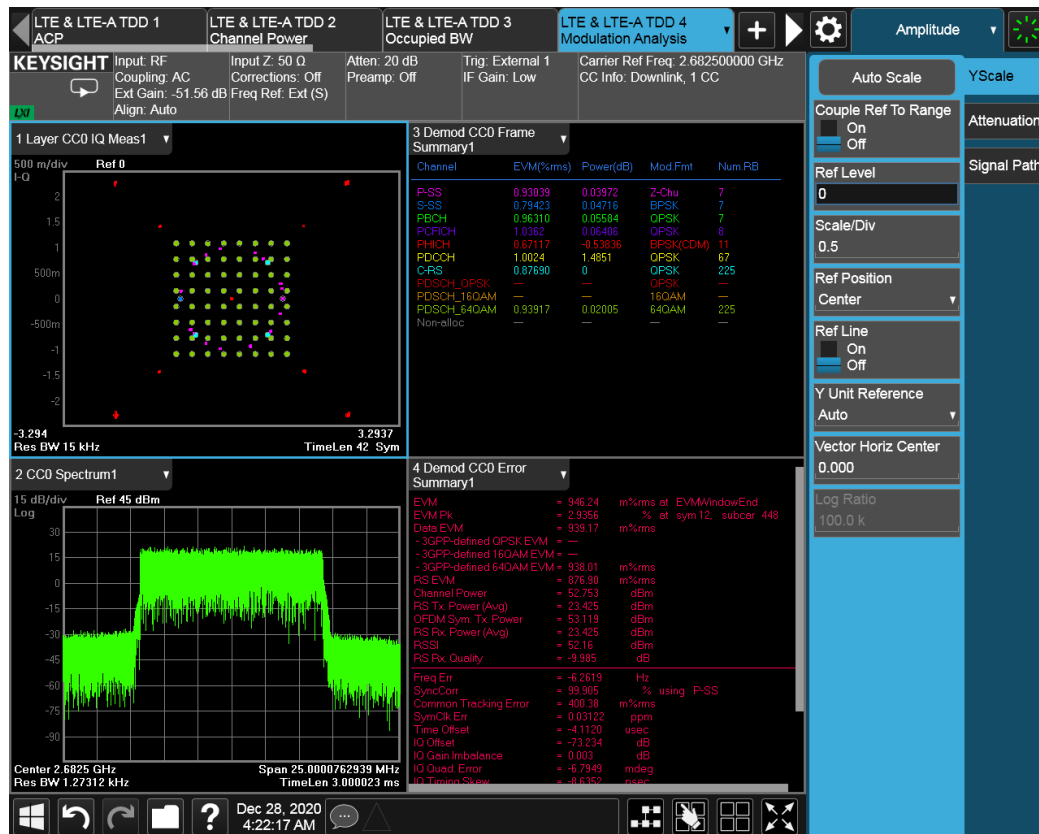 LTE & LTE-A TDD 1
ACP
LTE & LTE-A TDD 2
Channel Power
LTE & LTE-A TDD 3
Occupied BW
LTE & LTE-A TDD 4
Modulation Analysis
Amplitude
KEYSIGHT
LXI
Input: RF
Coupling: AC
Ext Gain: -51.56 dB
Align: Auto
Input Z: 50 Ω
Corrections: Off
Freq Ref: Ext (S)
Atten: 20 dB
Preamp: Off
Trig: External 1
IF Gain: Low
Carrier Ref Freq: 2.682500000 GHz
CC Info: Downlink, 1 CC
1 Layer CC0 IQ Meas1
500 m/div Ref 0
I-Q
2
1.5
1
500m
0
-500m
-1
-1.5
-2
-3.294 3.2937
Res BW 15 kHz TimeLen 42 Sym
3 Demod CC0 Frame
Summary1
Channel EVM(%rms) Power(dB) Mod.Fmt Num.RB
P-SS 0.93039 0.03972 Z-Chu 7
S-SS 0.79423 0.04716 BPSK 7
PBCH 0.96310 0.05584 QPSK 7
PCFICH 1.0362 0.06406 QPSK 8
PHICH 0.67117 -0.53836 BPSK(CDM) 11
PDCCH 1.0024 1.4851 QPSK 67
C-RS 0.87690 0 QPSK 225
PDSCH_QPSK — — QPSK —
PDSCH_16QAM — — 16QAM —
PDSCH_64QAM 0.93917 0.02005 64QAM 225
Non-alloc — — — —
2 CC0 Spectrum1
15 dB/div Ref 45 dBm
Log
30
15
0
-15
-30
-45
-60
-75
-90
Center 2.6825 GHz Span 25.0000762939 MHz
Res BW 1.27312 kHz TimeLen 3.000023 ms
4 Demod CC0 Error
Summary1
EVM = 946.24 m%rms at EVMWindowEnd
EVM Pk = 2.9356 % at sym 12, subcar 448
Data EVM = 939.17 m%rms
- 3GPP-defined QPSK EVM = —
- 3GPP-defined 16QAM EVM = —
- 3GPP-defined 64QAM EVM = 938.01 m%rms
RS EVM = 876.90 m%rms
Channel Power = 52.753 dBm
RS Tx. Power (Avg) = 23.425 dBm
OFDM Sym. Tx. Power = 53.119 dBm
RS Rx. Power (Avg) = 23.425 dBm
RSSI = 52.16 dBm
RS Rx. Quality = -9.985 dB
Freq Err = -6.2619 Hz
SyncCorr = 99.905 % using P-SS
Common Tracking Error = 400.38 m%rms
SymClk Err = 0.03122 ppm
Time Offset = -4.1120 usec
IQ Offset = -73.234 dB
IQ Gain Imbalance = 0.003 dB
IQ Quad. Error = -6.7949 mdeg
IQ Timing Skew = -8.6352 psec
Auto Scale
Couple Ref To Range
On
Off
Ref Level
0
Scale/Div
0.5
Ref Position
Center
Ref Line
On
Off
Y Unit Reference
Auto
Vector Horiz Center
0.000
Log Ratio
100.0 k
YScale
Attenuation
Signal Path
Dec 28, 2020
4:22:17 AM